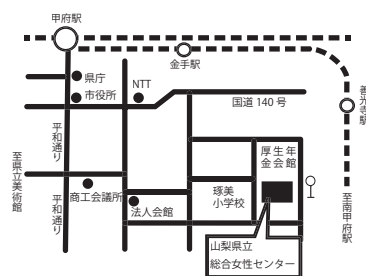 甲府駅
金手駅
善光寺駅
県庁
市役所
NTT
国道 140 号
平和通り
至県立美術館
厚生年
金会館
琢美
小学校
商工会議所
法人会館
平和通り
至南甲府駅
山梨県立
総合女性センター